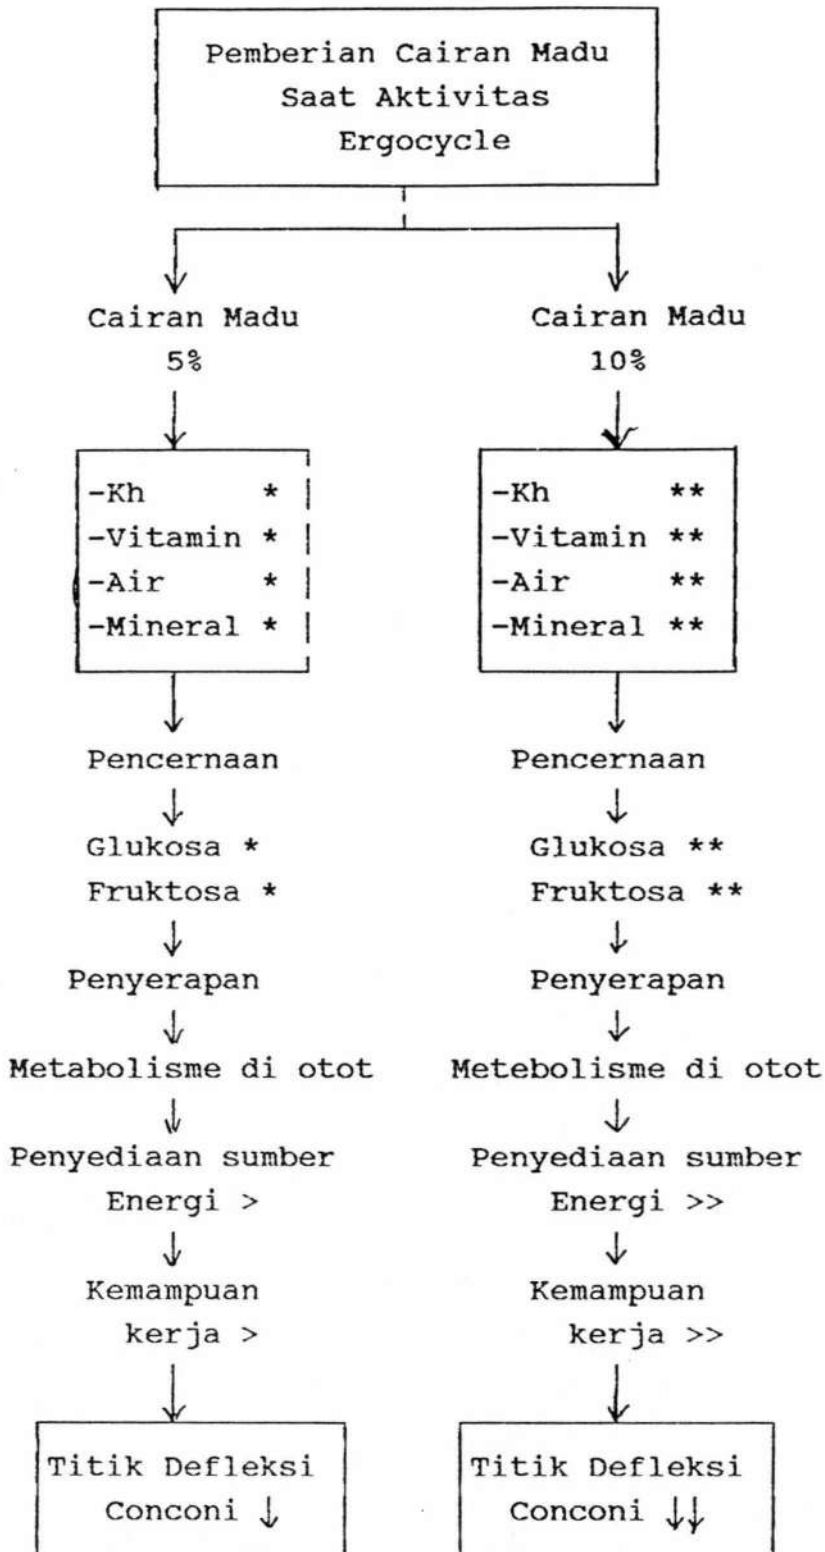 Pemberian Cairan Madu
Saat Aktivitas
Ergocycle
Cairan Madu
5%
-Kh *
-Vitamin *
-Air *
-Mineral *
Pencernaan
Glukosa *
Fruktosa *
Penyerapan
Metabolisme di otot
Penyediaan sumber
Energi >
Kemampuan
kerja >
Titik Defleksi
Conconi ↓
Cairan Madu
10%
-Kh **
-Vitamin **
-Air **
-Mineral **
Pencernaan
Glukosa **
Fruktosa **
Penyerapan
Metebolisme di otot
Penyediaan sumber
Energi >>
Kemampuan
kerja >>
Titik Defleksi
Conconi ↓↓